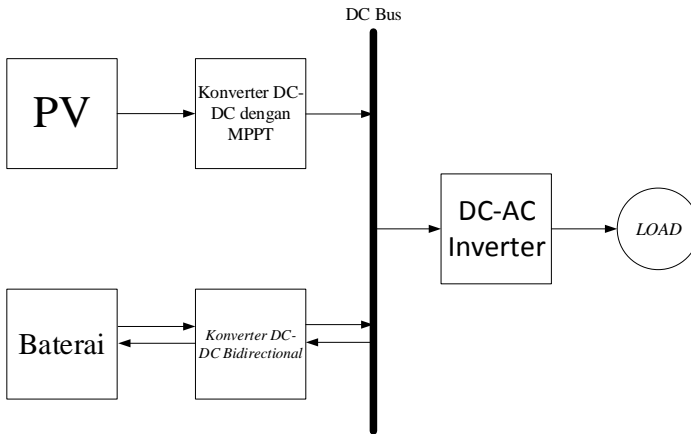 DC Bus
PV
Konverter DC-
DC dengan
MPPT
DC-AC
Inverter
LOAD
Baterai
Konverter DC-
DC Bidirectional